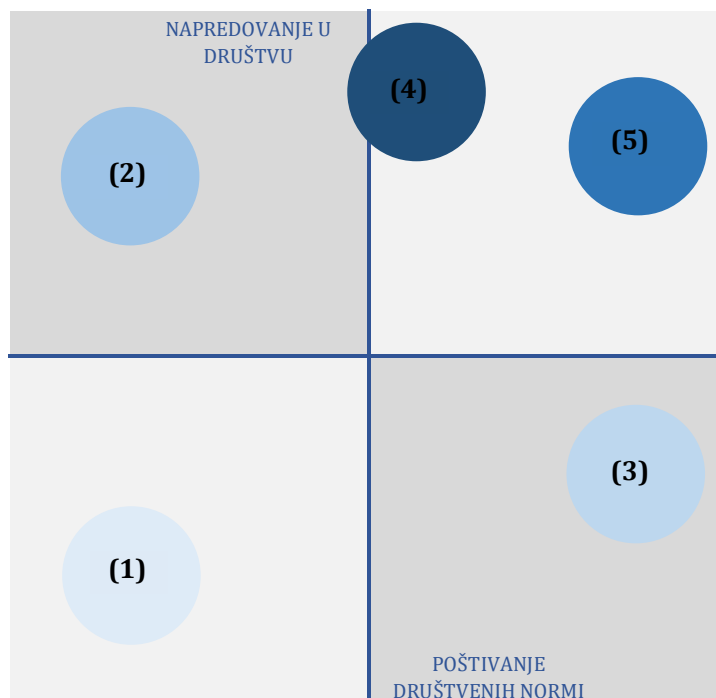 NAPREDOVANJE U
DRUŠTVU
(4)
(5)
(2)
(3)
(1)
POŠTIVANJE
DRUŠTVENIH NORMI